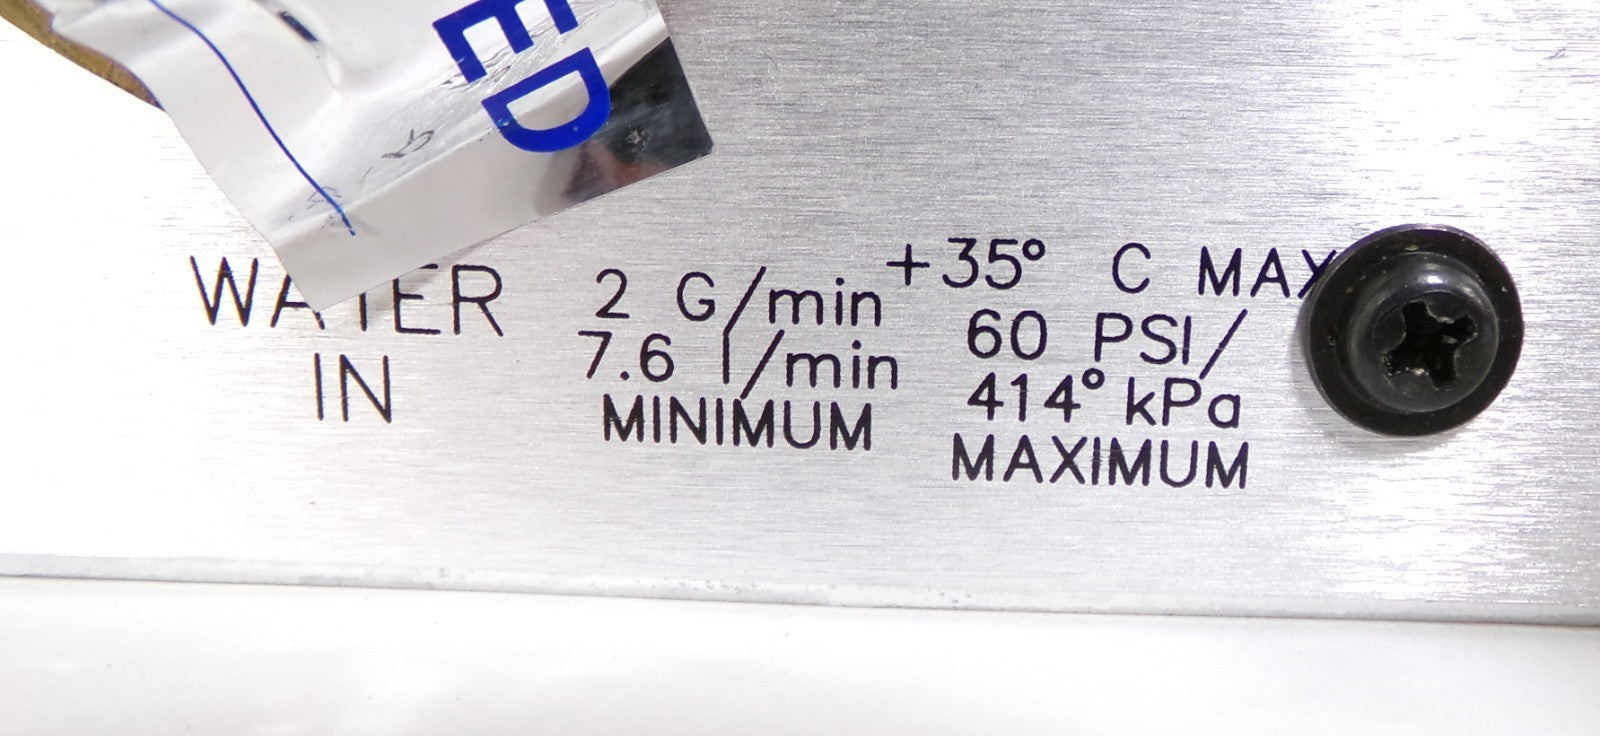 ED
WATER
IN
2 G/min
7.6 l/min
MINIMUM
+35° C MAX
60 PSI/
414° kPa
MAXIMUM